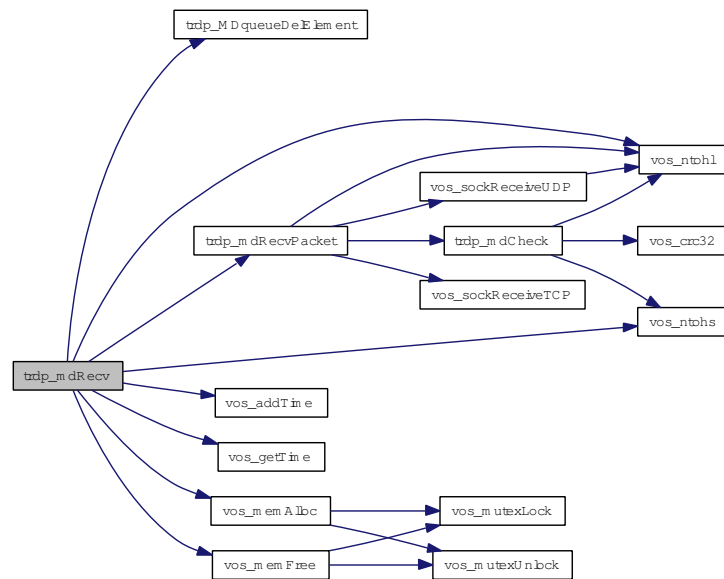 trdp_MDqueueDelElement
vos_ntohl
vos_sockReceiveUDP
trdp_mdRecvPacket
trdp_mdCheck
vos_crc32
vos_sockReceiveTCP
vos_ntohs
trdp_mdRecv
vos_addTime
vos_getTime
vos_memAlloc
vos_mutexLock
vos_memFree
vos_mutexUnlock